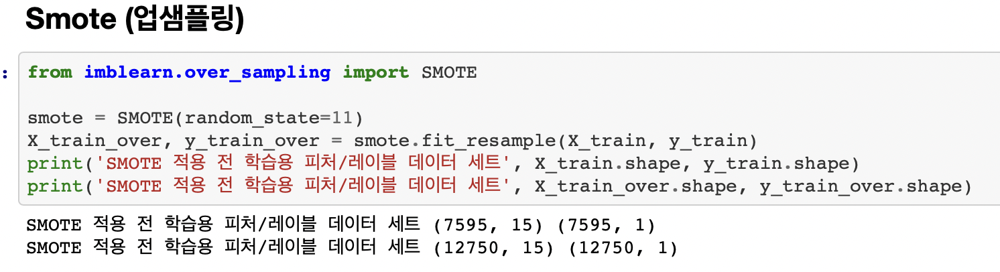 Smote (업샘플링)
:
from imblearn.over_sampling import SMOTE
smote = SMOTE(random_state=11)
X_train_over, y_train_over = smote.fit_resample(X_train, y_train)
print('SMOTE 적용 전 학습용 피처/레이블 데이터 세트', X_train.shape, y_train.shape)
print('SMOTE 적용 전 학습용 피처/레이블 데이터 세트', X_train_over.shape, y_train_over.shape)
SMOTE 적용 전 학습용 피처/레이블 데이터 세트 (7595, 15) (7595, 1)
SMOTE 적용 전 학습용 피처/레이블 데이터 세트 (12750, 15) (12750, 1)